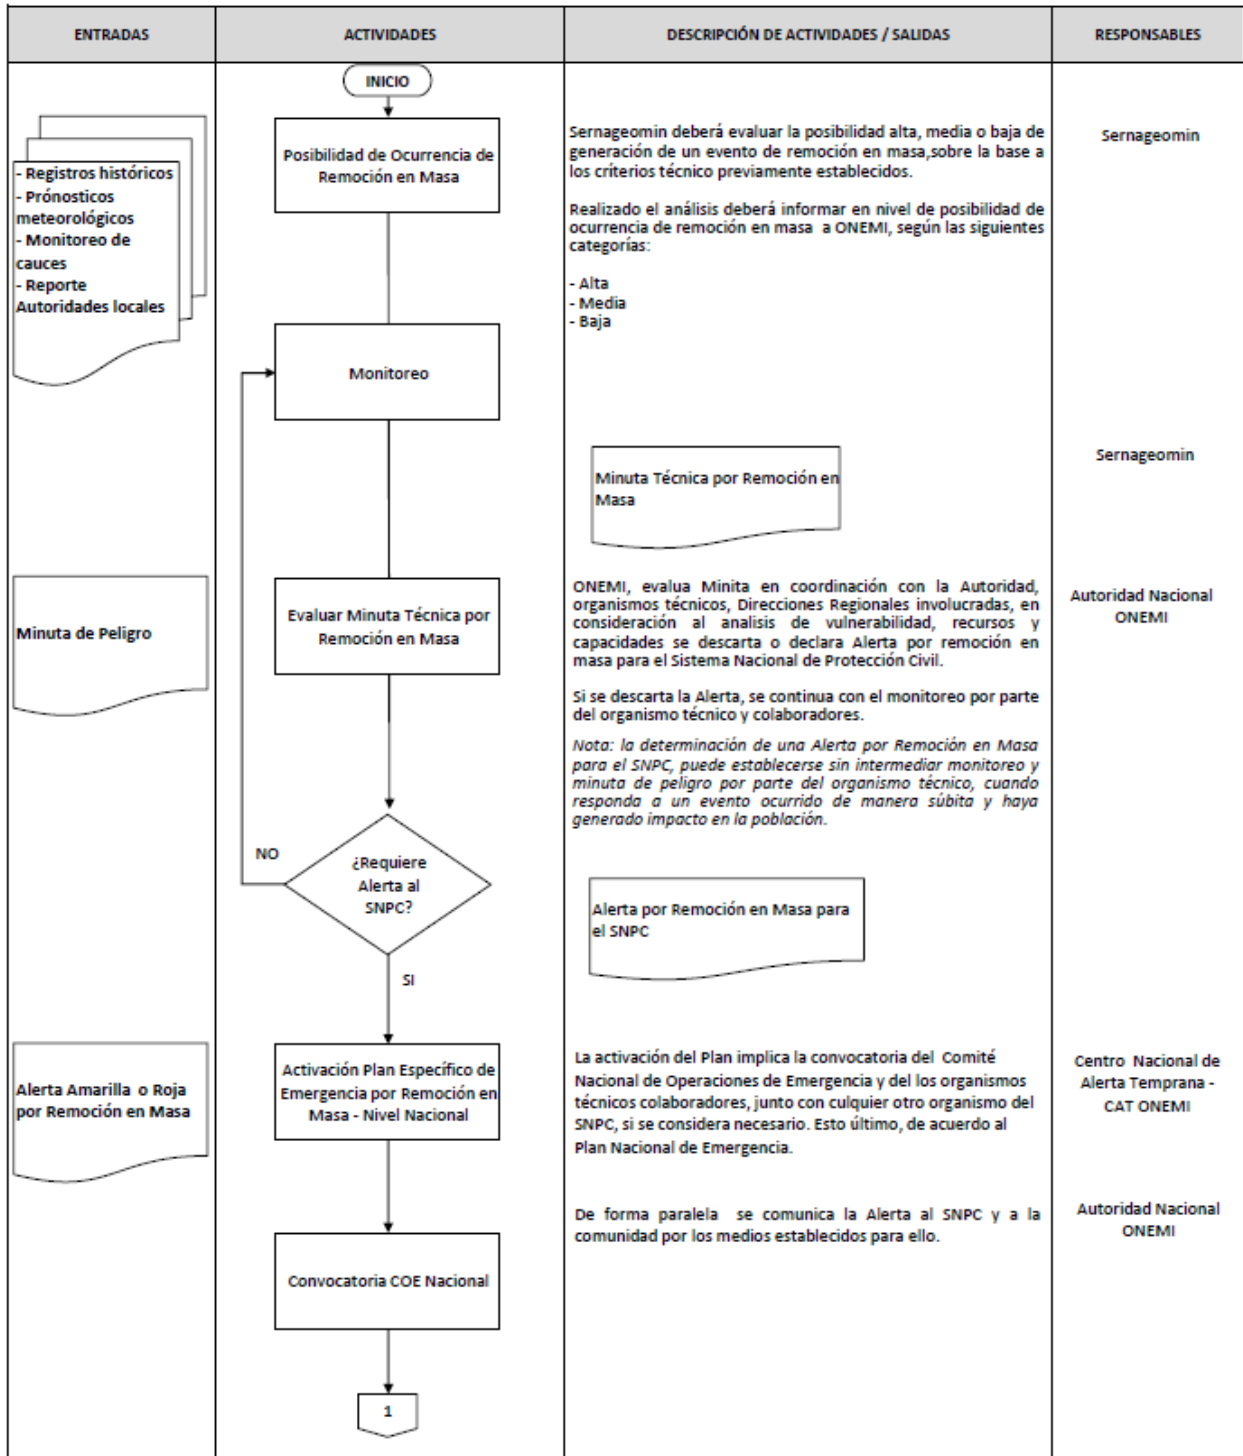 ENTRADAS
ACTIVIDADES
DESCRIPCIÓN DE ACTIVIDADES / SALIDAS
RESPONSABLES
INICIO
- Registros históricos
- Prónosticos
meteorológicos
- Monitoreo de
cauces
- Reporte
Autoridades locales
Posibilidad de Ocurrencia de
Remoción en Masa
Sernageomin deberá evaluar la posibilidad alta, media o baja de
generación de un evento de remoción en masa,sobre la base a
los criterios técnico previamente establecidos.
Realizado el análisis deberá informar en nivel de posibilidad de
ocurrencia de remoción en masa a ONEMI, según las siguientes
categorías:
- Alta
- Media
- Baja
Sernageomin
Monitoreo
Minuta Técnica por Remoción en
Masa
Sernageomin
Minuta de Peligro
Evaluar Minuta Técnica por
Remoción en Masa
ONEMI, evalua Minita en coordinación con la Autoridad,
organismos técnicos, Direcciones Regionales involucradas, en
consideración al analisis de vulnerabilidad, recursos y
capacidades se descarta o declara Alerta por remoción en
masa para el Sistema Nacional de Protección Civil.
Si se descarta la Alerta, se continua con el monitoreo por parte
del organismo técnico y colaboradores.
Nota: la determinación de una Alerta por Remoción en Masa
para el SNPC, puede establecerse sin intermediar monitoreo y
minuta de peligro por parte del organismo técnico, cuando
responda a un evento ocurrido de manera súbita y haya
generado impacto en la población.
Autoridad Nacional
ONEMI
NO
¿Requiere
Alerta al
SNPC?
SI
Alerta por Remoción en Masa para
el SNPC
Alerta Amarilla o Roja
por Remoción en Masa
Activación Plan Específico de
Emergencia por Remoción en
Masa - Nivel Nacional
La activación del Plan implica la convocatoria del Comité
Nacional de Operaciones de Emergencia y del los organismos
técnicos colaboradores, junto con culquier otro organismo del
SNPC, si se considera necesario. Esto último, de acuerdo al
Plan Nacional de Emergencia.
Centro Nacional de
Alerta Temprana -
CAT ONEMI
De forma paralela se comunica la Alerta al SNPC y a la
comunidad por los medios establecidos para ello.
Autoridad Nacional
ONEMI
Convocatoria COE Nacional
1